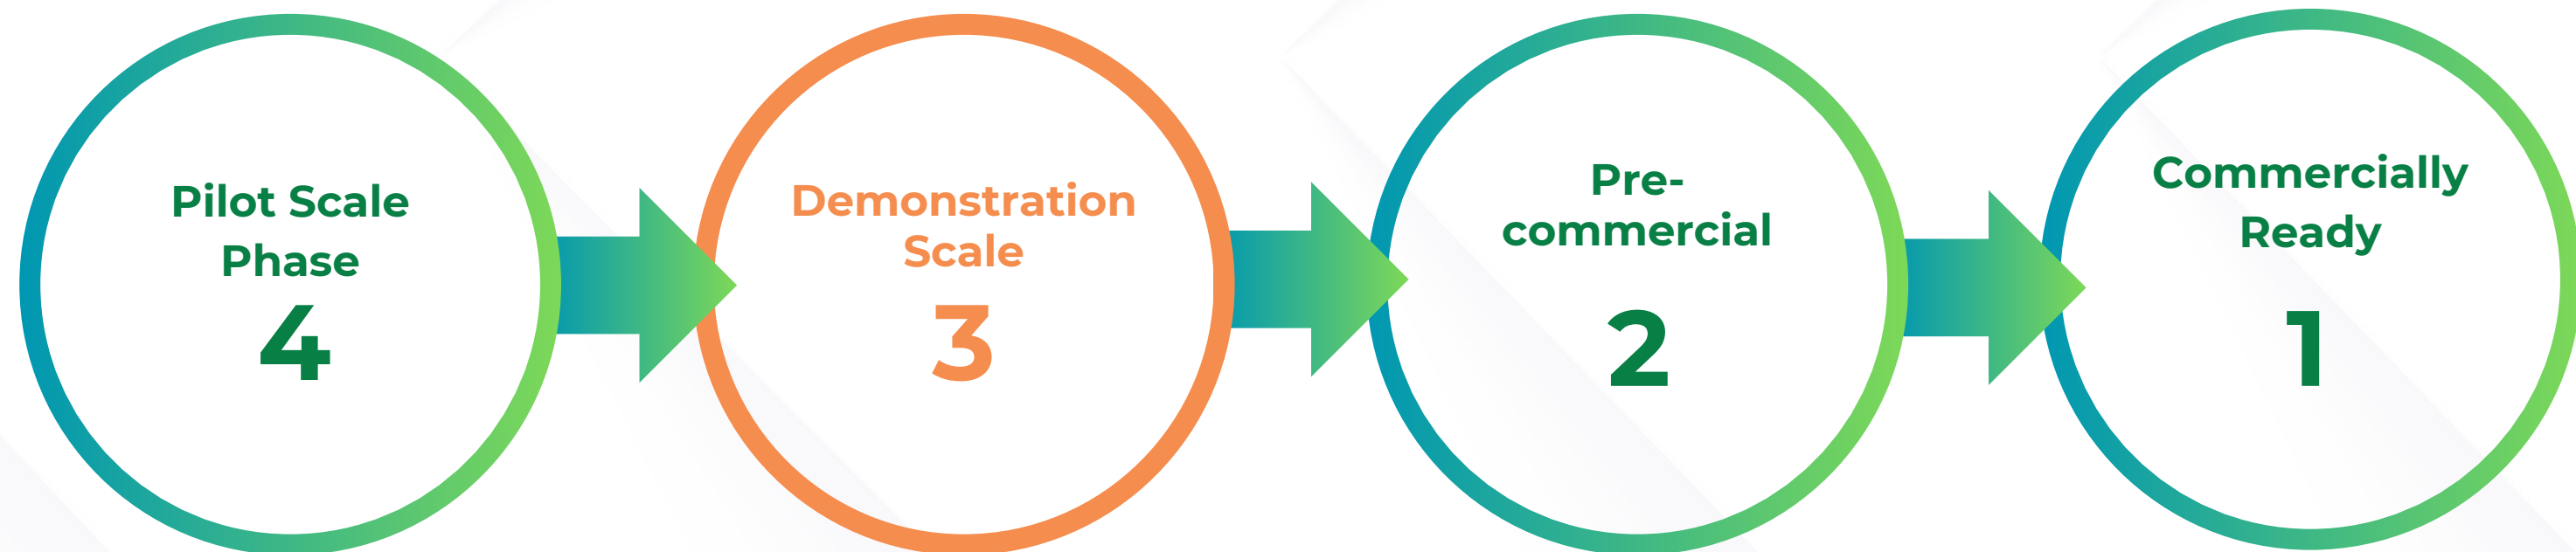 Pilot Scale
Phase
4
Demonstration
Scale
3
Pre-
commercial
2
Commercially
Ready
1